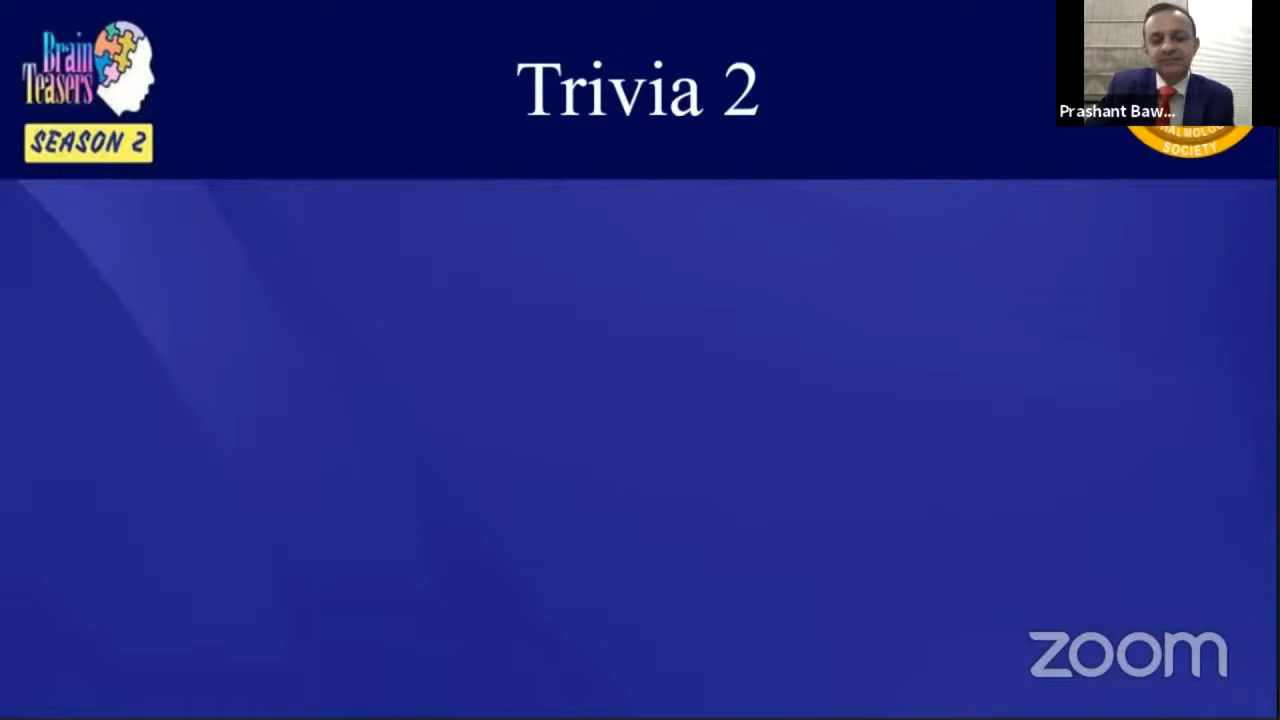 Brain
Teasers
SEASON 2
Trivia 2
Prashant Baw...
SOCIETY
zoom